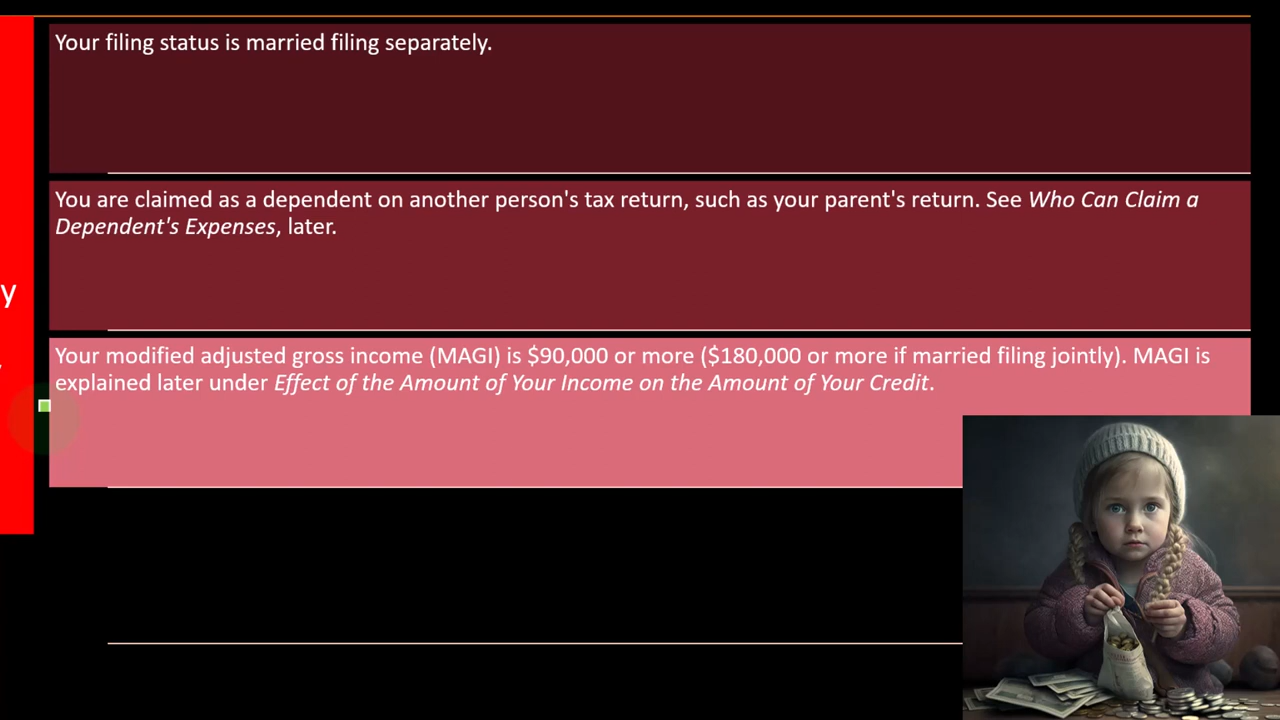 Your filing status is married filing separately.
You are claimed as a dependent on another person's tax return, such as your parent's return. See Who Can Claim a
Dependent's Expenses, later.
y
Your modified adjusted gross income (MAGI) is $90,000 or more ($180,000 or more if married filing jointly). MAGI is
explained later under Effect of the Amount of Your Income on the Amount of Your Credit.